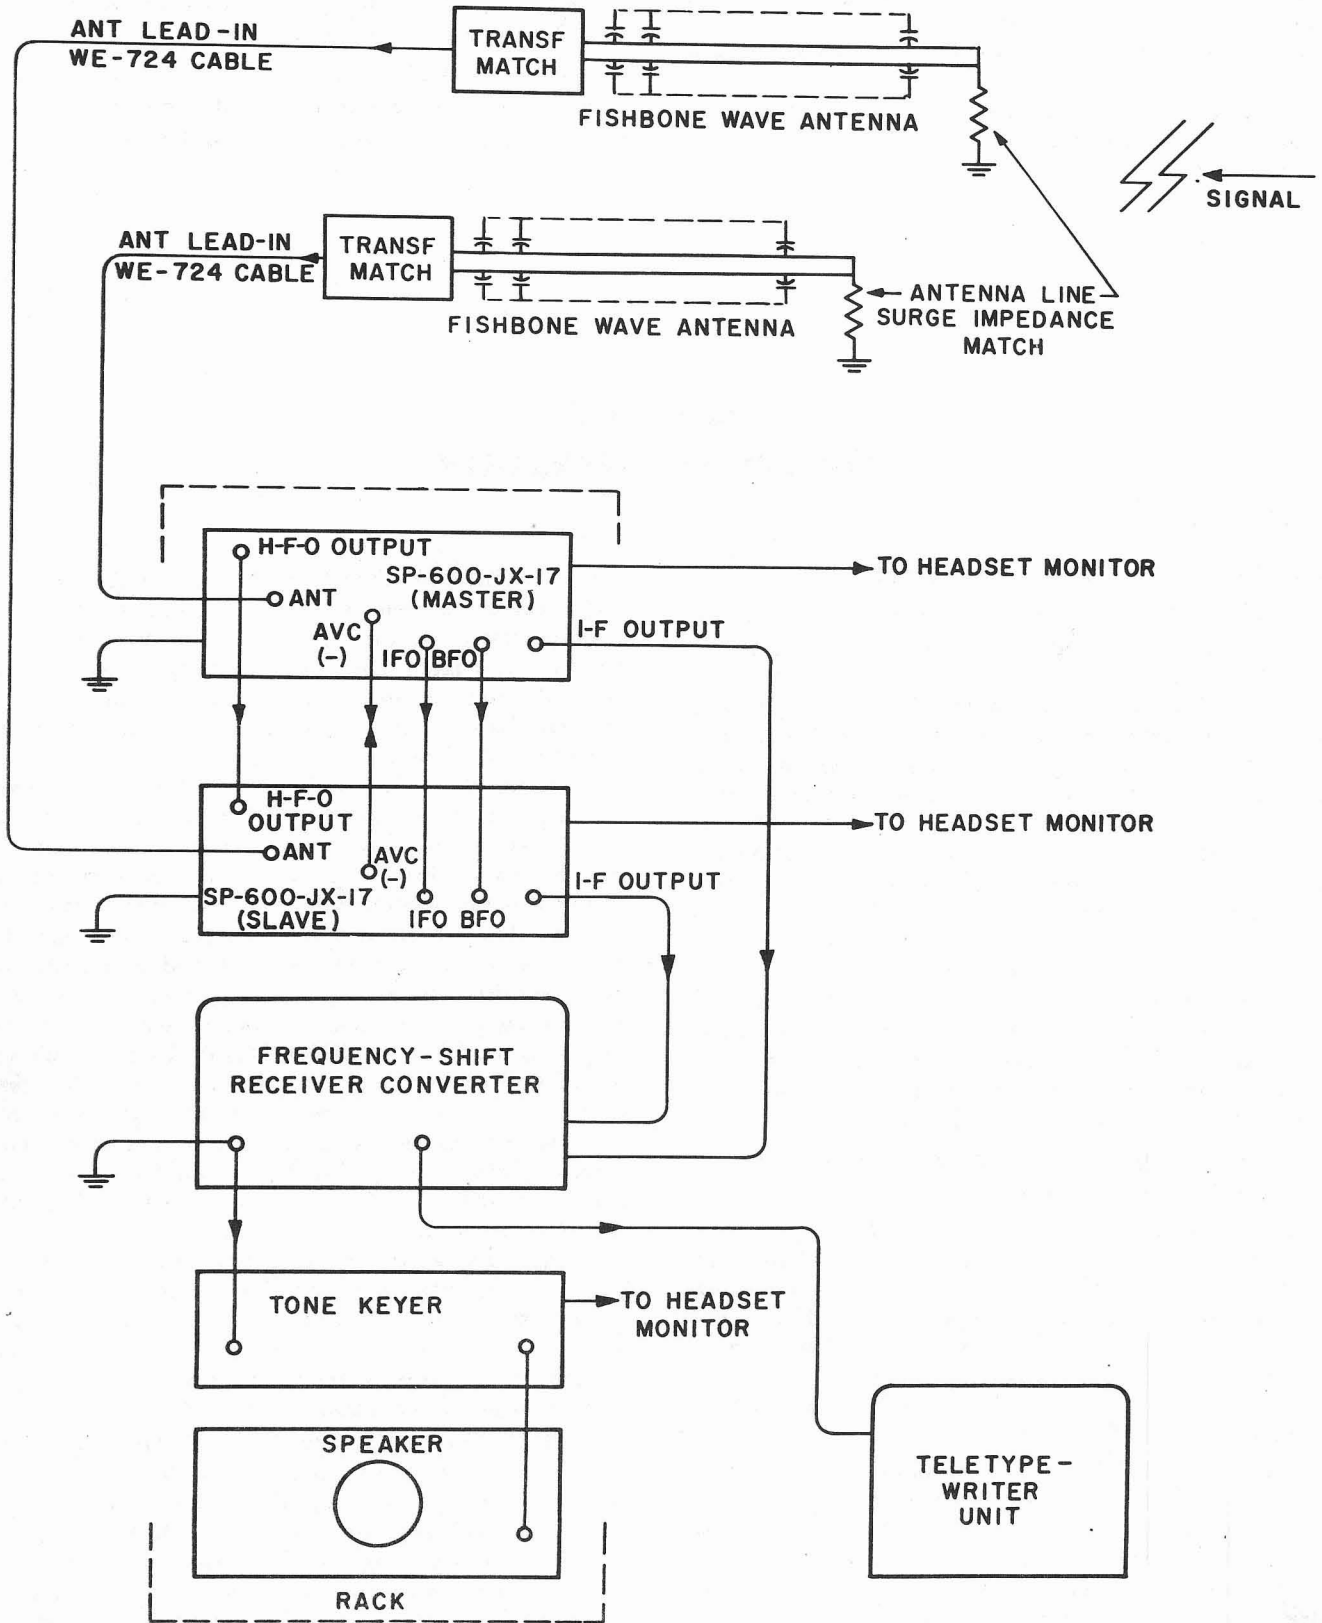 ANT LEAD-IN
WE-724 CABLE
TRANSF
MATCH
FISHBONE WAVE ANTENNA
SIGNAL
ANT LEAD-IN
WE-724 CABLE
TRANSF
MATCH
FISHBONE WAVE ANTENNA
ANTENNA LINE
SURGE IMPEDANCE
MATCH
H-F-O OUTPUT
SP-600-JX-17
(MASTER)
TO HEADSET MONITOR
ANT
AVC
(-)
IFO BFO
I-F OUTPUT
H-F-O
OUTPUT
TO HEADSET MONITOR
ANT
AVC
(-)
I-F OUTPUT
SP-600-JX-17
(SLAVE)
IFO BFO
FREQUENCY-SHIFT
RECEIVER CONVERTER
TONE KEYER
TO HEADSET
MONITOR
SPEAKER
TELETYPE-
WRITER
UNIT
RACK